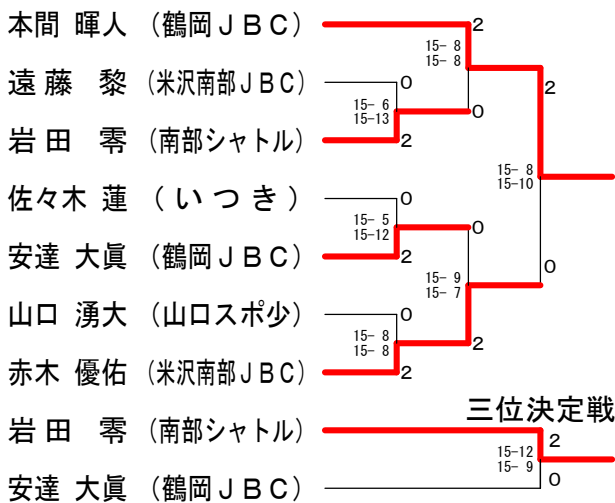 本間 暉人 (鶴岡JBC)
2
15- 8
15- 8
遠藤 黎 (米沢南部JBC)
0
2
15- 6
15-13
0
岩田 零 (南部シャトル)
2
15- 8
15-10
佐々木 蓮 (いつき)
0
15- 5
15-12
0
安達 大眞 (鶴岡JBC)
2
0
15- 9
15- 7
山口 湧大 (山口スポ少)
0
15- 8
15- 8
2
赤木 優佑 (米沢南部JBC)
2
三位決定戦
岩田 零 (南部シャトル)
2
15-12
15- 9
0
安達 大眞 (鶴岡JBC)